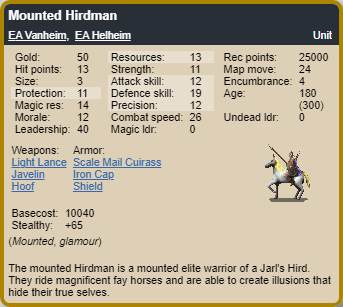 Mounted Hirdman
EA Vanheim, EA Helheim Unit
Gold: 50 Resources: 13 Rec points: 25000
Hit points: 13 Strength: 11 Map move: 24
Size: 3 Attack skill: 12 Encumbrance: 4
Protection: 11 Defence skill: 19 Age: 180
Magic res: 14 Precision: 12 (300)
Morale: 12 Combat speed: 26 Undead ldr: 0
Leadership: 40 Magic ldr: 0
Weapons: Armor:
Light Lance Scale Mail Cuirass
Javelin Iron Cap
Hoof Shield
Basecost: 10040
Stealthy: +65
(Mounted, glamour)
The mounted Hirdman is a mounted elite warrior of a Jarl's Hird.
They ride magnificent fay horses and are able to create illusions that
hide their true selves.